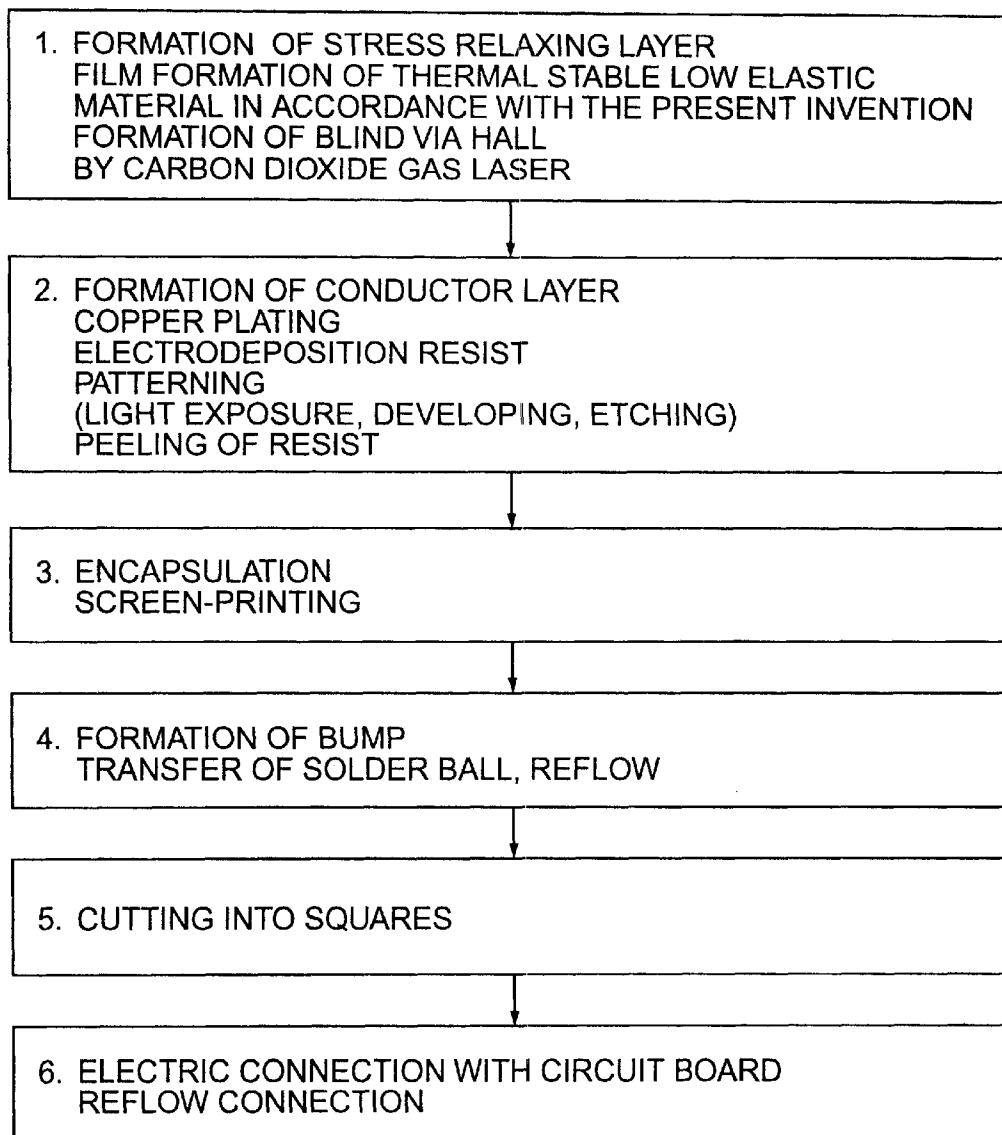 1. FORMATION OF STRESS RELAXING LAYER
FILM FORMATION OF THERMAL STABLE LOW ELASTIC
MATERIAL IN ACCORDANCE WITH THE PRESENT INVENTION
FORMATION OF BLIND VIA HALL
BY CARBON DIOXIDE GAS LASER
2. FORMATION OF CONDUCTOR LAYER
COPPER PLATING
ELECTRODEPOSITION RESIST
PATTERNING
(LIGHT EXPOSURE, DEVELOPING, ETCHING)
PEELING OF RESIST
3. ENCAPSULATION
SCREEN-PRINTING
4. FORMATION OF BUMP
TRANSFER OF SOLDER BALL, REFLOW
5. CUTTING INTO SQUARES
6. ELECTRIC CONNECTION WITH CIRCUIT BOARD
REFLOW CONNECTION